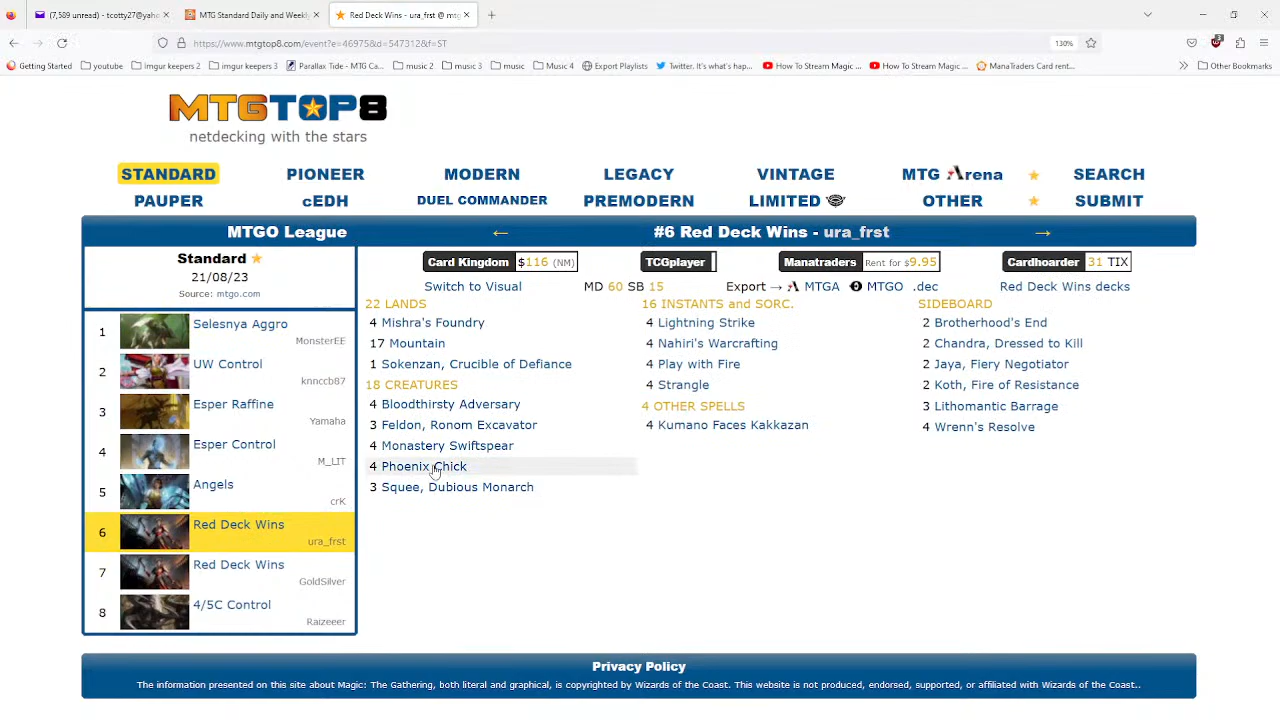 (7,589 unread) - tcotty27@yaho
MTG Standard Daily and Weekly
Red Deck Wins - ura_frst @ mtg
https://www.mtgtop8.com/event?e=46975&d=547312&f=ST
130%
3
Getting Started
youtube
imgur keepers 2
imgur keepers 3
Parallax Tide - MTG Ca...
music 2
music 3
music
Music 4
Export Playlists
Twitter. It's what's hap...
How To Stream Magic ...
How To Stream Magic ...
ManaTraders Card rent...
Other Bookmarks
MTGTOP8
netdecking with the stars
STANDARD PIONEER MODERN LEGACY VINTAGE MTG Arena SEARCH
PAUPER cEDH DUEL COMMANDER PREMODERN LIMITED OTHER SUBMIT
MTGO League
#6 Red Deck Wins - ura_frst
Standard
21/08/23
Source: mtgo.com
1 Selesnya Aggro
MonsterEE
2 UW Control
knnccb87
3 Esper Raffine
Yamaha
4 Esper Control
M_LIT
5 Angels
crK
6 Red Deck Wins
ura_frst
7 Red Deck Wins
GoldSilver
8 4/5C Control
Raizeeer
Card Kingdom $116 (NM)
TCGplayer
Manatraders Rent for $9.95
Cardhoarder 31 TIX
Switch to Visual
MD 60 SB 15
Export → MTGA MTGO .dec
Red Deck Wins decks
22 LANDS
4 Mishra's Foundry
17 Mountain
1 Sokenzan, Crucible of Defiance
18 CREATURES
4 Bloodthirsty Adversary
3 Feldon, Ronom Excavator
4 Monastery Swiftspear
4 Phoenix Chick
3 Squee, Dubious Monarch
16 INSTANTS and SORC.
4 Lightning Strike
4 Nahiri's Warcrafting
4 Play with Fire
4 Strangle
4 OTHER SPELLS
4 Kumano Faces Kakkazan
SIDEBOARD
2 Brotherhood's End
2 Chandra, Dressed to Kill
2 Jaya, Fiery Negotiator
2 Koth, Fire of Resistance
3 Lithomantic Barrage
4 Wrenn's Resolve
Privacy Policy
The information presented on this site about Magic: The Gathering, both literal and graphical, is copyrighted by Wizards of the Coast. This website is not produced, endorsed, supported, or affiliated with Wizards of the Coast..